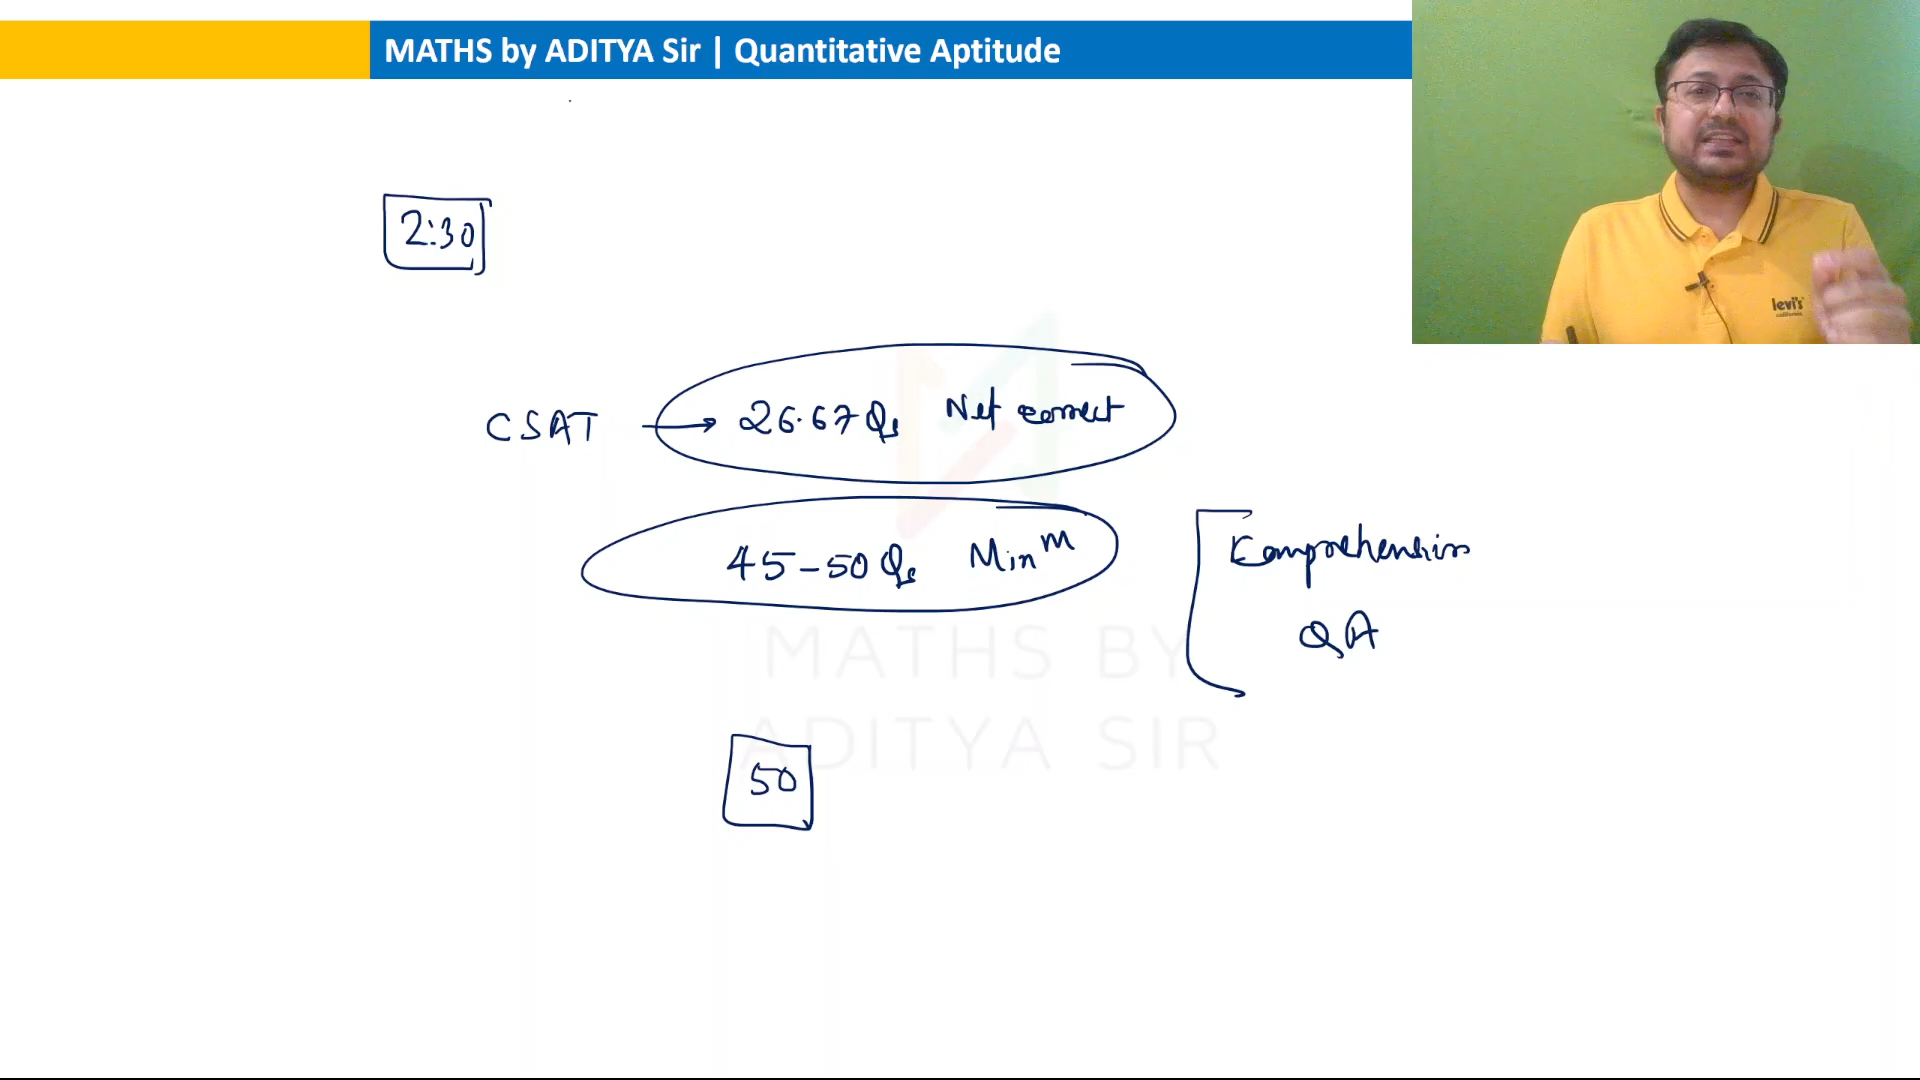 MATHS by ADITYA Sir | Quantitative Aptitude
levi's
2:30
CSAT → 26.67 Qs Net correct
45-50 Qs Minᵐ
Comprehension
QA
MATHS BY
ADITYA SIR
50